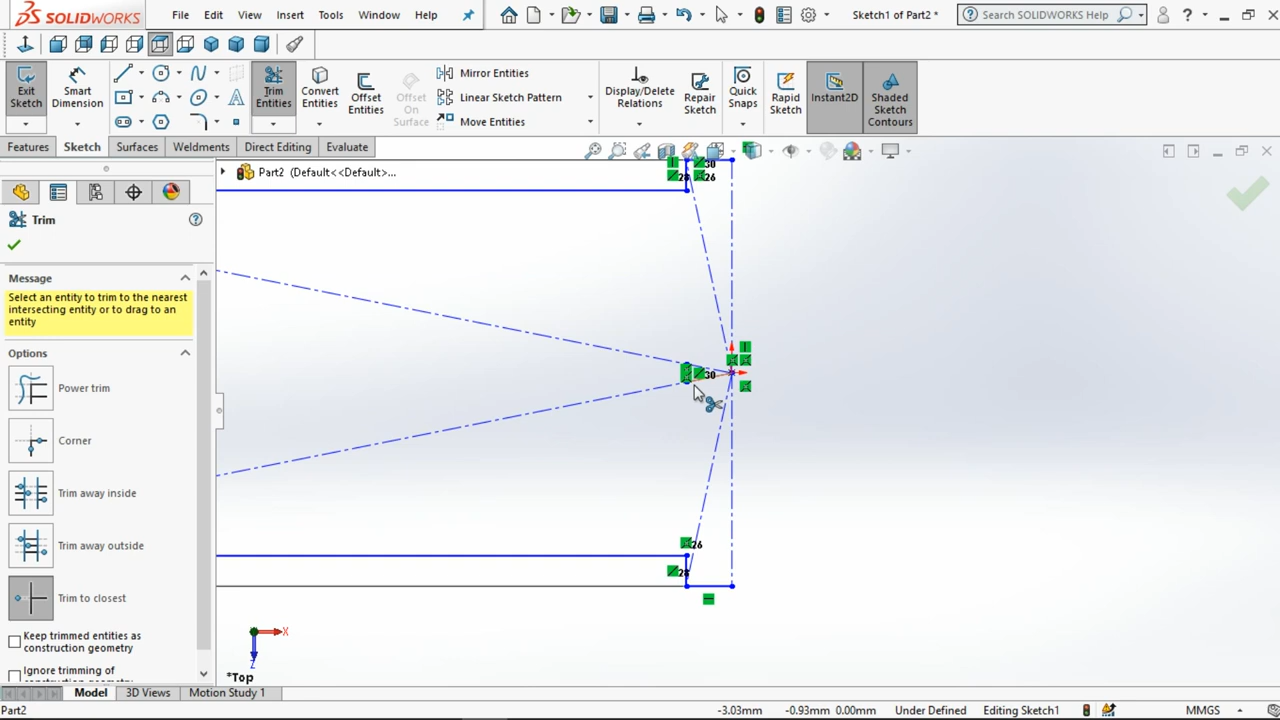 SOLIDWORKS File Edit View Insert Tools Window Help Sketch1 of Part2 * Search SOLIDWORKS Help ?
Exit Sketch
Smart Dimension
Trim Entities
Convert Entities
Offset Entities
Offset On Surface
Mirror Entities
Linear Sketch Pattern
Move Entities
Display/Delete Relations
Repair Sketch
Quick Snaps
Rapid Sketch
Instant2D
Shaded Sketch Contours
Features Sketch Surfaces Weldments Direct Editing Evaluate
Part2 (Default<<Default>...
Trim
Message
Select an entity to trim to the nearest
intersecting entity or to drag to an
entity
Options
Power trim
Corner
Trim away inside
Trim away outside
Trim to closest
Keep trimmed entities as
construction geometry
Ignore trimming of
30
28 26
30
26
28
X
Z
*Top
Model 3D Views Motion Study 1
Part2 -3.03mm -0.93mm 0.00mm Under Defined Editing Sketch1 MMGS